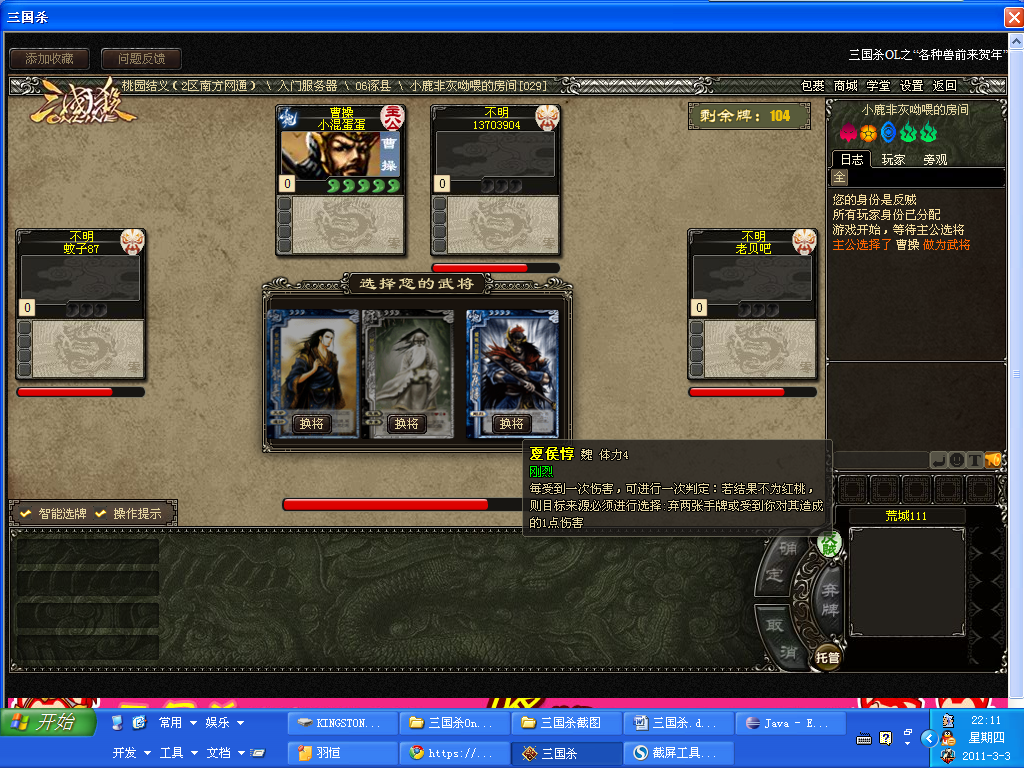 三国杀
添加收藏
问题反馈
三国杀OL之“各种兽前来贺年”
三国殺
桃园结义(2区南方网通) \ 入门服务器 \ 06涿县 \ 小鹿非灰呦喂的房间[029]
包裹 商城 学堂 设置 返回
曹操
小混蛋蛋
主公
曹操
0
不明
13703904
0
剩余牌：104
小鹿非灰呦喂的房间
日志 玩家 旁观
全
您的身份是反贼
所有玩家身份已分配
游戏开始，等待主公选将
主公选择了 曹操 做为武将
不明
蚊子87
0
不明
老贝吧
0
选择您的武将
换将
换将
换将
夏侯惇 魏 体力4
刚烈!
每受到一次伤害，可进行一次判定：若结果不为红桃，
则目标来源必须进行选择:弃两张手牌或受到你对其造成
的1点伤害
智能选牌 操作提示
荒城111
反贼
确定
弃牌
取消
托管
开始
常用
娱乐
KINGSTON...
三国杀On...
三国杀截图
三国杀.d...
Java - E...
22:11
星期四
2011-3-3
开发
工具
文档
羽恒
https://...
三国杀
截屏工具...